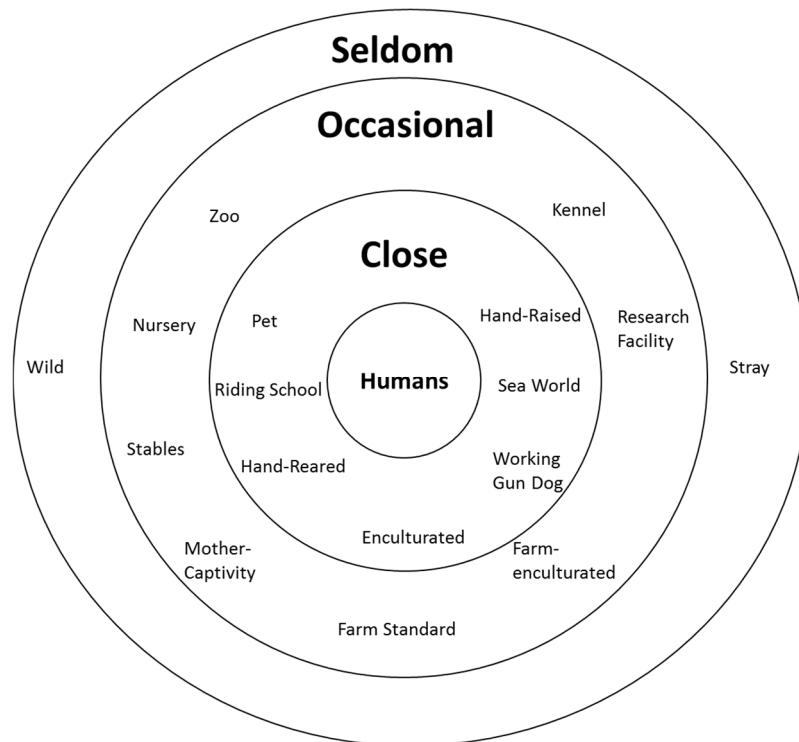 Seldom
Occasional
Zoo
Kennel
Close
Nursery
Pet
Hand-Raised
Research
Facility
Wild
Riding School
Humans
Sea World
Stray
Stables
Hand-Reared
Working
Gun Dog
Enculturated
Mother-
Captivity
Farm-
enculturated
Farm Standard